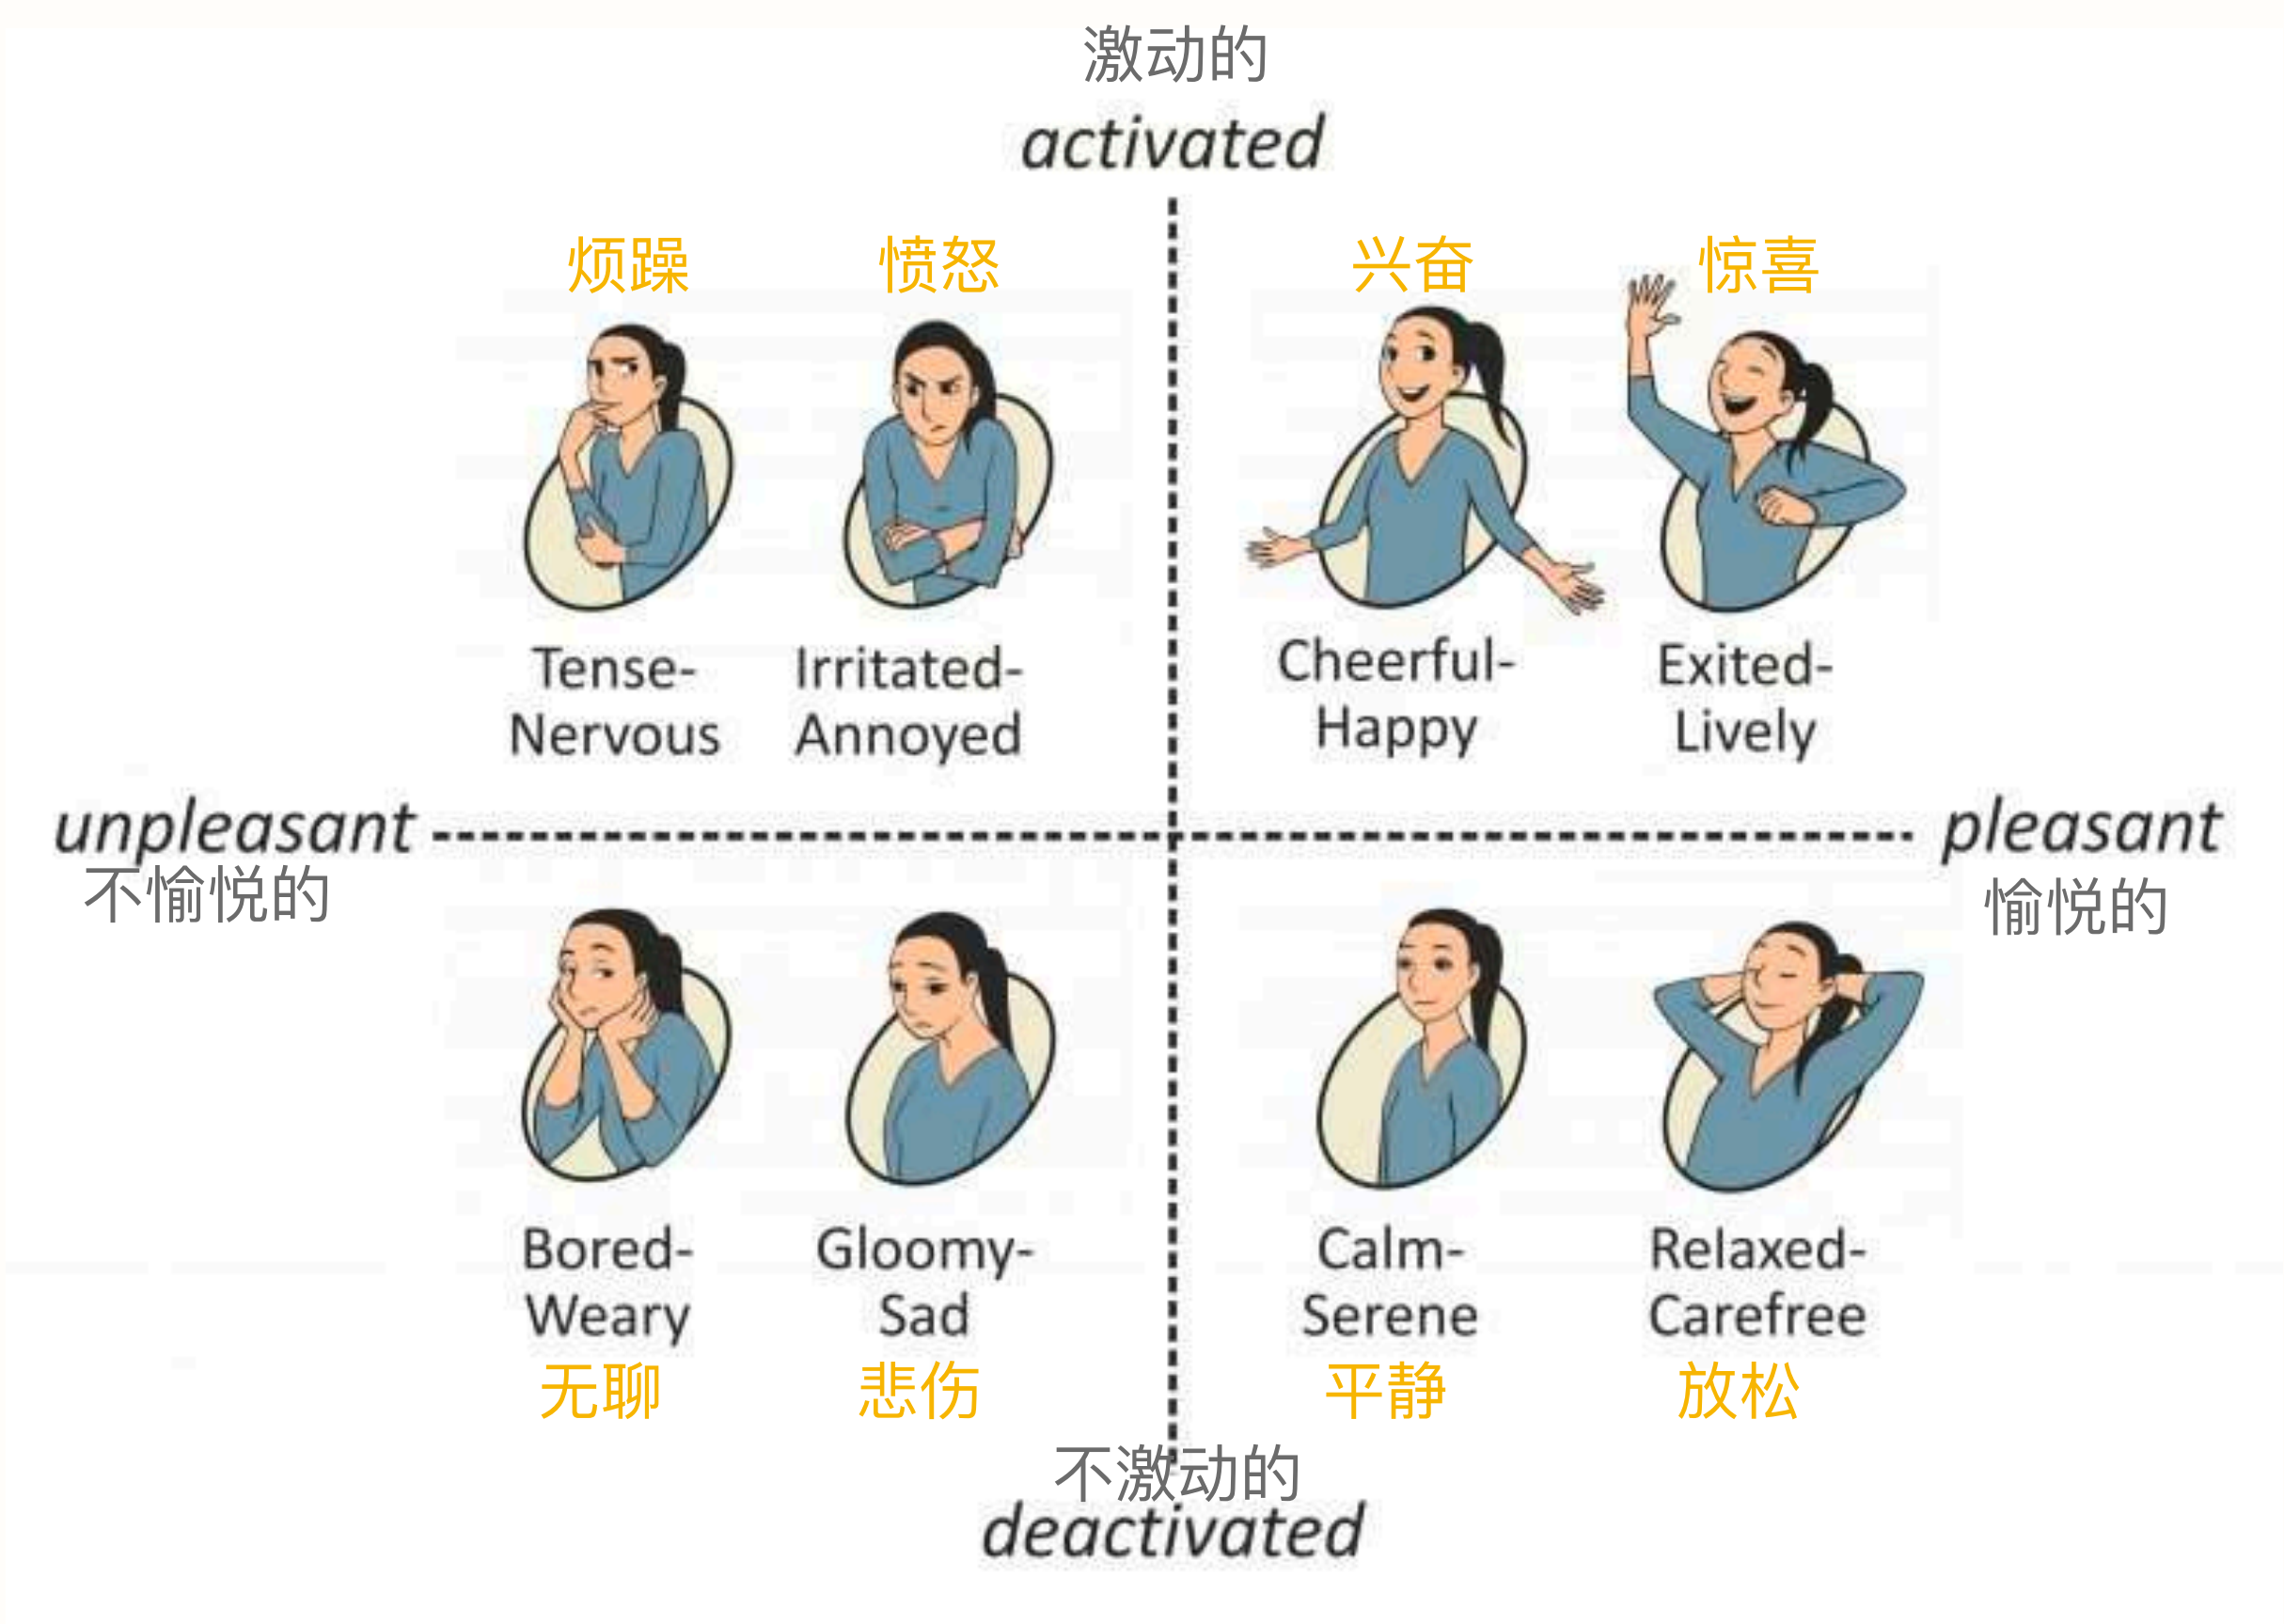 激动的
activated
烦躁 愤怒 兴奋 惊喜
Tense- Irritated- Cheerful- Exited-
Nervous Annoyed Happy Lively
unpleasant pleasant
不愉悦的 愉悦的
Bored- Gloomy- Calm- Relaxed-
Weary Sad Serene Carefree
无聊 悲伤 平静 放松
不激动的
deactivated